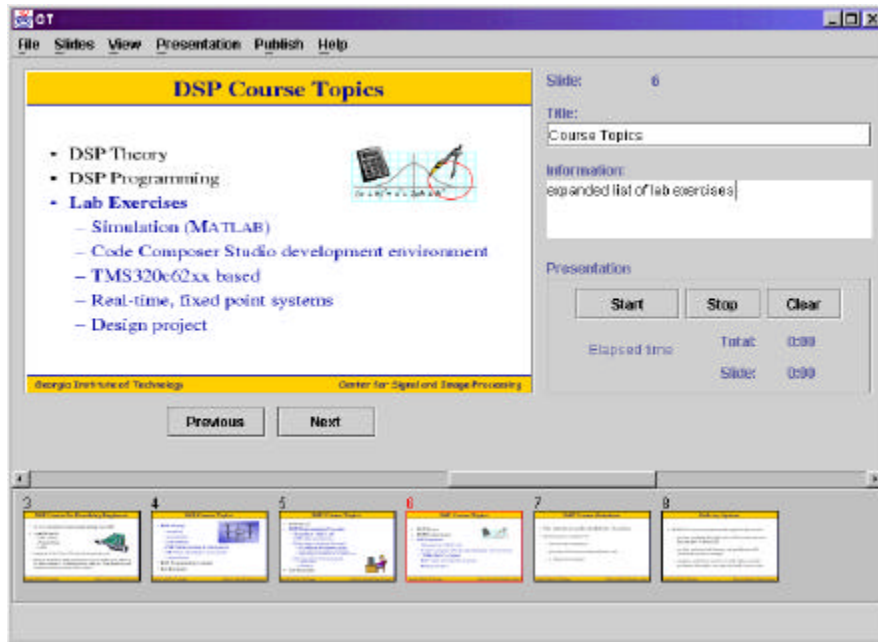 GT
File Slides View Presentation Publish Help
DSP Course Topics
• DSP Theory
• DSP Programming
• Lab Exercises
– Simulation (MATLAB)
– Code Composer Studio development environment
– TMS320c62xx based
– Real-time, fixed point systems
– Design project
Georgia Institute of Technology Center for Signal and Image Processing
Previous Next
Slide: 6
Title:
Course Topics
Information:
expanded list of lab exercises
Presentation
Start Stop Clear
Elapsed time Total: 0:00
Slide: 0:00
3 4 5 6 7 8